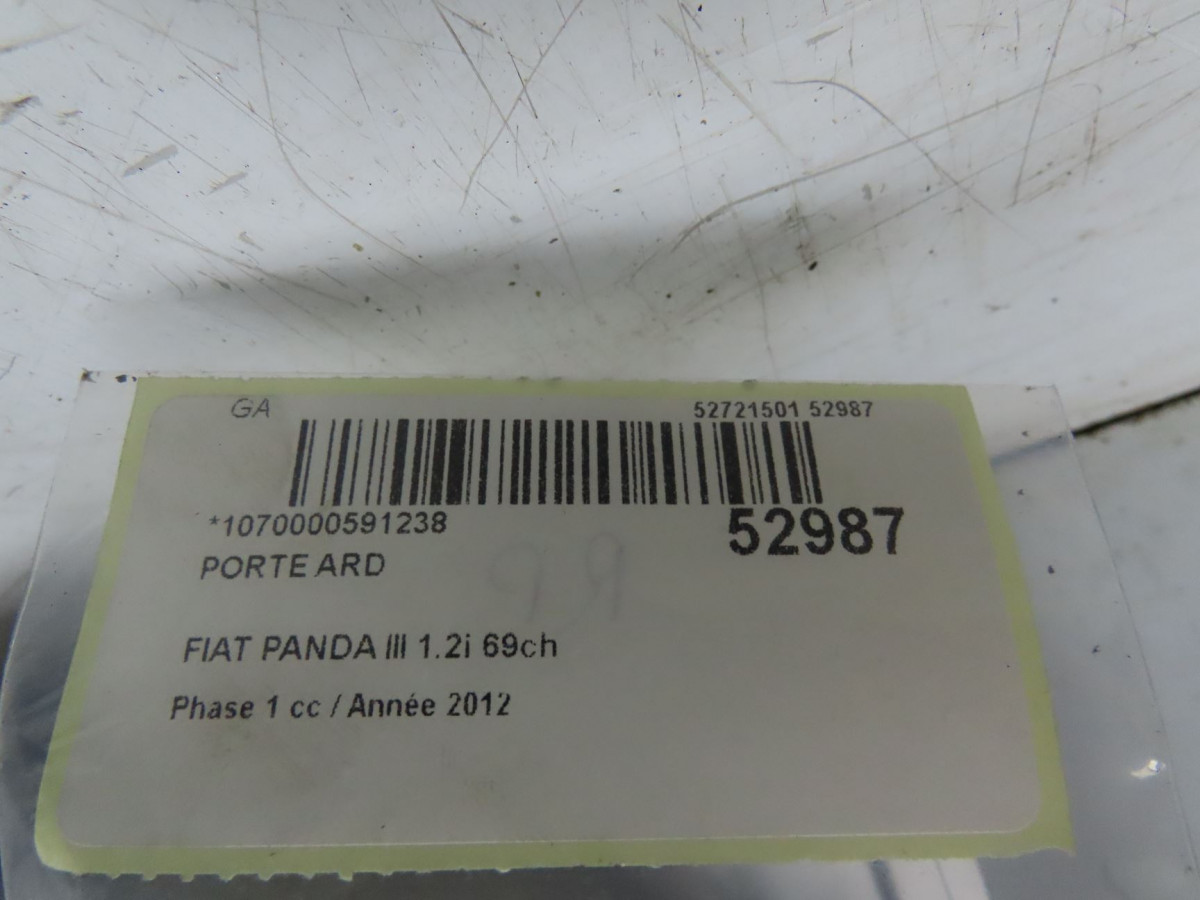 GA
52721501 52987
*1070000591238
52987
PORTE ARD
FIAT PANDA III 1.2i 69ch
Phase 1 cc / Année 2012